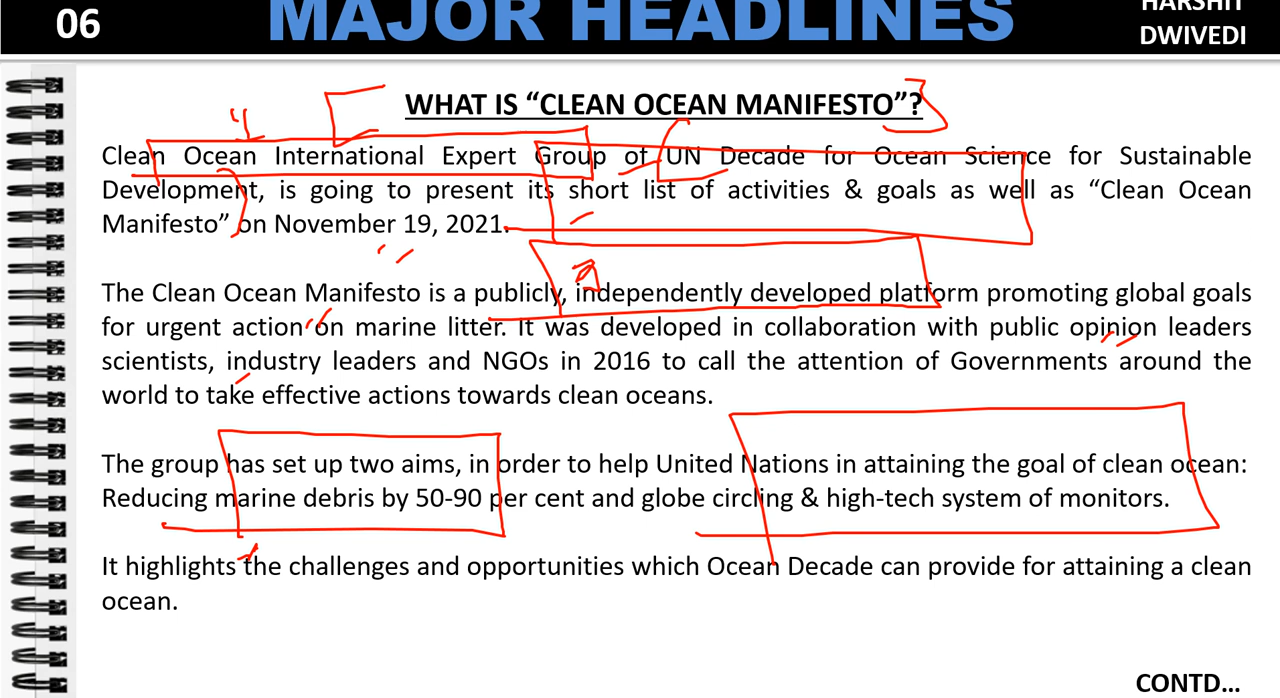 06
MAJOR HEADLINES
HARSHIT
DWIVEDI
WHAT IS “CLEAN OCEAN MANIFESTO”?
Clean Ocean International Expert Group of UN Decade for Ocean Science for Sustainable
Development, is going to present its short list of activities & goals as well as “Clean Ocean
Manifesto” on November 19, 2021.
The Clean Ocean Manifesto is a publicly, independently developed platform promoting global goals
for urgent action on marine litter. It was developed in collaboration with public opinion leaders
scientists, industry leaders and NGOs in 2016 to call the attention of Governments around the
world to take effective actions towards clean oceans.
The group has set up two aims, in order to help United Nations in attaining the goal of clean ocean:
Reducing marine debris by 50-90 per cent and globe circling & high-tech system of monitors.
It highlights the challenges and opportunities which Ocean Decade can provide for attaining a clean
ocean.
CONTD...